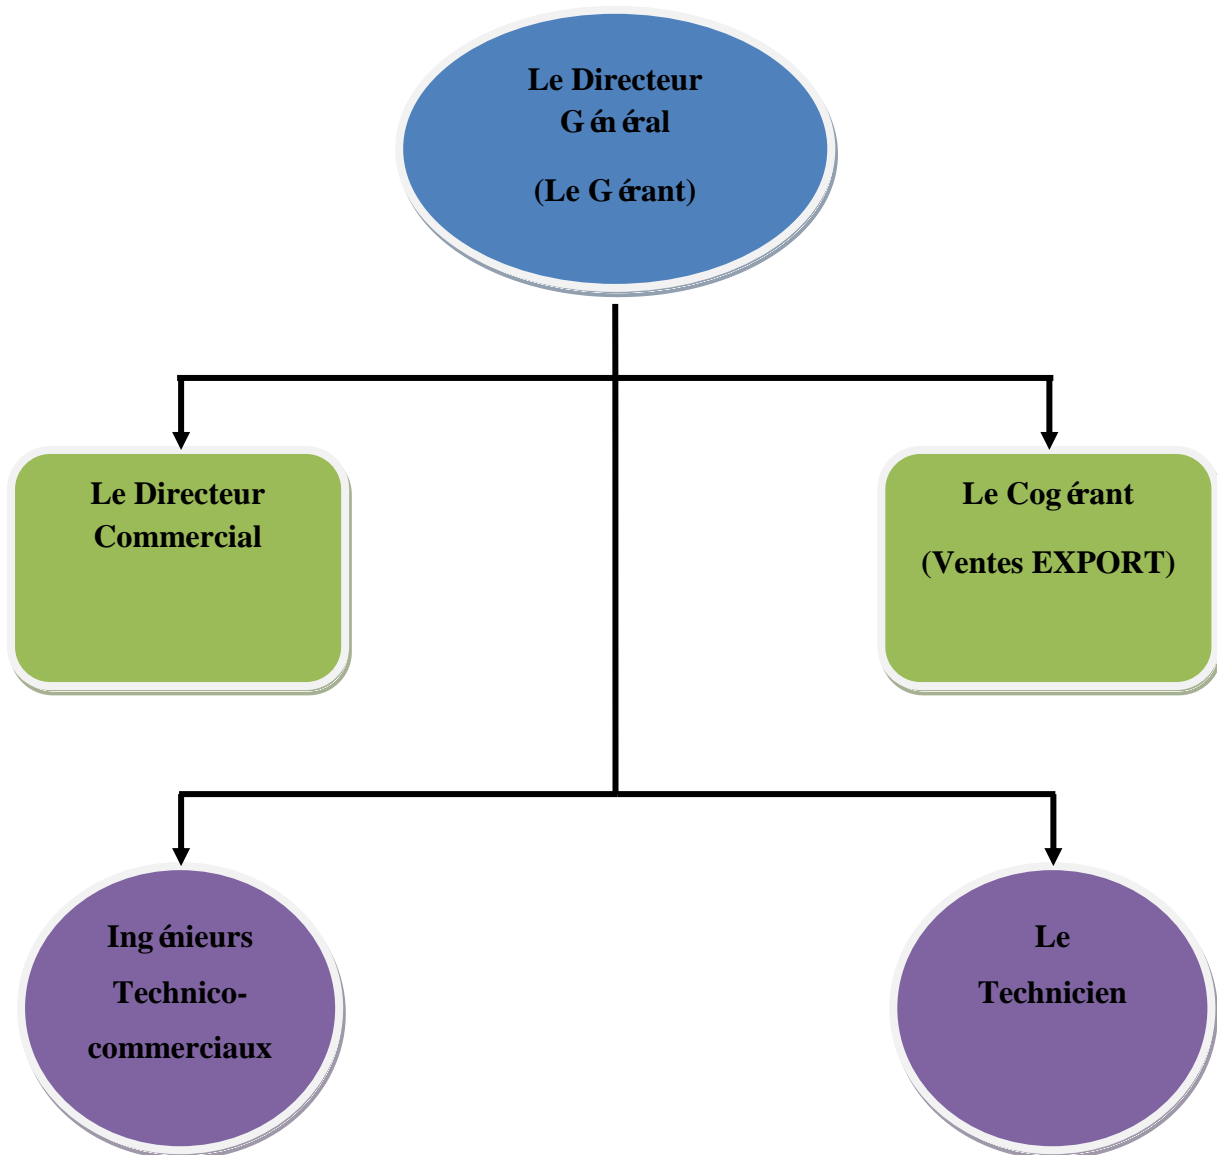 Le Directeur
Général
(Le Gérant)
Le Directeur
Commercial
Le Cogérant
(Ventes EXPORT)
Ingénieurs
Technico-
commerciaux
Le
Technicien